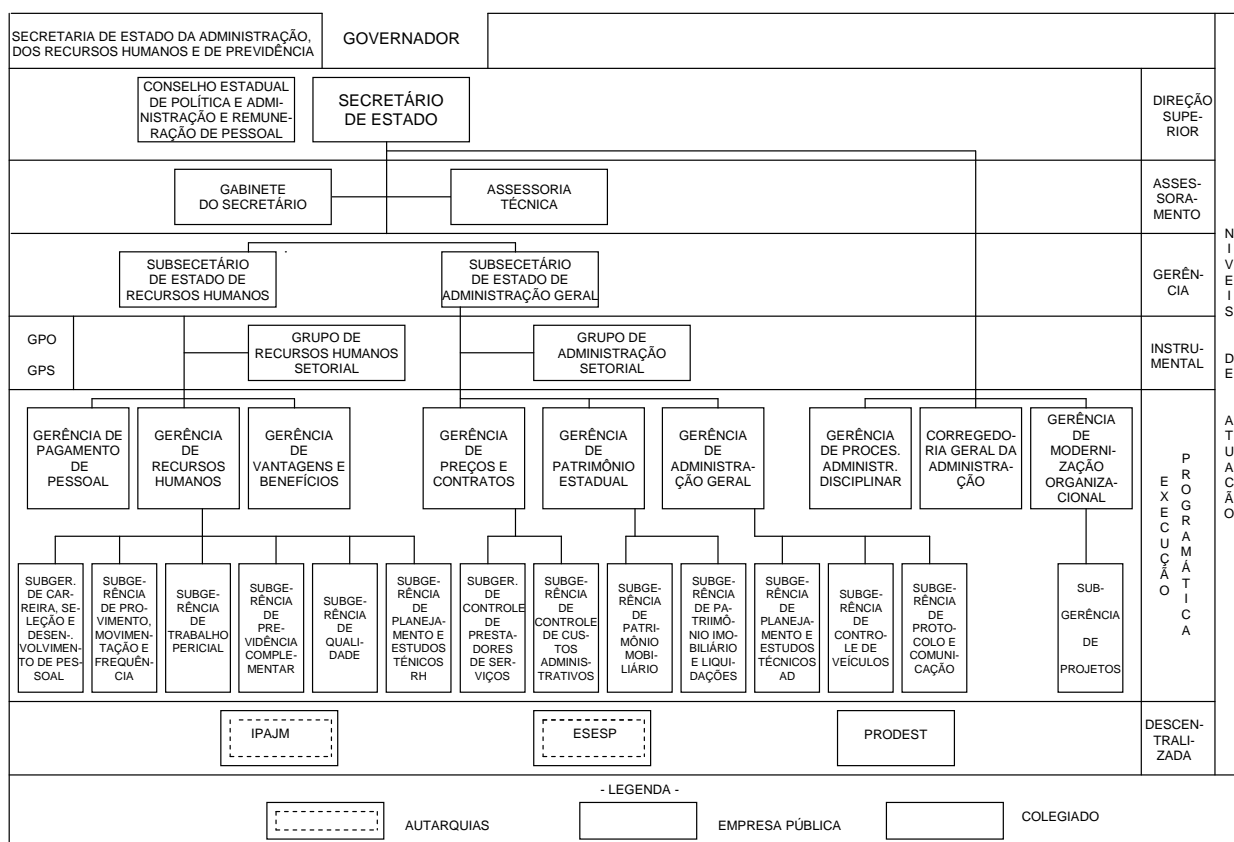 SECRETARIA DE ESTADO DA ADMINISTRAÇÃO,
DOS RECURSOS HUMANOS E DE PREVIDÊNCIA
GOVERNADOR
CONSELHO ESTADUAL
DE POLÍTICA E ADMI-
NISTRAÇÃO E REMUNE-
RAÇÃO DE PESSOAL
SECRETÁRIO
DE ESTADO
DIREÇÃO
SUPE-
RIOR
GABINETE
DO SECRETÁRIO
ASSESSORIA
TÉCNICA
ASSES-
SORA-
MENTO
SUBSECETÁRIO
DE ESTADO DE
RECURSOS HUMANOS
SUBSECETÁRIO
DE ESTADO DE
ADMINISTRAÇÃO GERAL
GERÊN-
CIA
NIVEIS DE ATUACÃO
GPO
GPS
GRUPO DE
RECURSOS HUMANOS
SETORIAL
GRUPO DE
ADMINISTRAÇÃO
SETORIAL
INSTRU-
MENTAL
GERÊNCIA DE
PAGAMENTO
DE
PESSOAL
GERÊNCIA
DE
RECURSOS
HUMANOS
GERÊNCIA
DE
VANTAGENS E
BENEFÍCIOS
GERÊNCIA
DE
PREÇOS E
CONTRATOS
GERÊNCIA
DE
PATRIMÔNIO
ESTADUAL
GERÊNCIA
DE
ADMINISTRA-
ÇÃO GERAL
GERÊNCIA
DE PROCES.
ADMINISTR.
DISCIPLINAR
CORREGEDO-
RIA GERAL DA
ADMINISTRA-
ÇÃO
GERÊNCIA
DE
MODERNI-
ZAÇÃO
ORGANIZA-
CIONAL
EXECUÇÃO
PROGRAMÁTICA
SUBGER.
DE CAR-
REIRA, SE-
LEÇÃO E
DESEN-.
VOLVIMENTO
DE PES-
SOAL
SUBGE-
RÊNCIA
DE PRO-
VIMENTO,
MOVIMEN-
TAÇÃO E
FREQUÊN-
CIA
SUBGE-
RÊNCIA
DE
TRABALHO
PERICIAL
SUBGE-
RÊNCIA
DE PRE-
VIDÊNCIA
COMPLE-
MENTAR
SUBGE-
RÊNCIA
DE QUALI-
DADE
SUBGE-
RÊNCIA
DE
PLANEJA-
MENTO E
ESTUDOS
TÉNICOS
RH
SUBGER. DE
CONTROLE
DE
PRESTA-
DORES
DE SER-
VIÇOS
SUBGE-
RÊNCIA DE
CONTROLE
DE CUS-
TOS
ADMINIS-
TRATIVOS
SUBGE-
RÊNCIA
DE PATRI-
MÔNIO
MOBI-
LIÁRIO
SUBGE-
RÊNCIA
DE PA-
TRIIMÔNIO
IMO-
BILIÁRIO
E LIQUI-
DAÇÕES
SUBGE-
RÊNCIA DE
PLANEJA-
MENTO E
ESTUDOS
TÉCNICOS
AD
SUBGE-
RÊNCIA
DE CONTRO-
LE DE
VEÍCULOS
SUBGE-
RÊNCIA
DE PROTO-
COLO E
COMUNI-
CAÇÃO
SUB-
GERÊNCIA
DE
PROJETOS
IPAJM
ESESP
PRODEST
DESCEN-
TRALI-
ZADA
- LEGENDA -
AUTARQUIAS
EMPRESA PÚBLICA
COLEGIADO